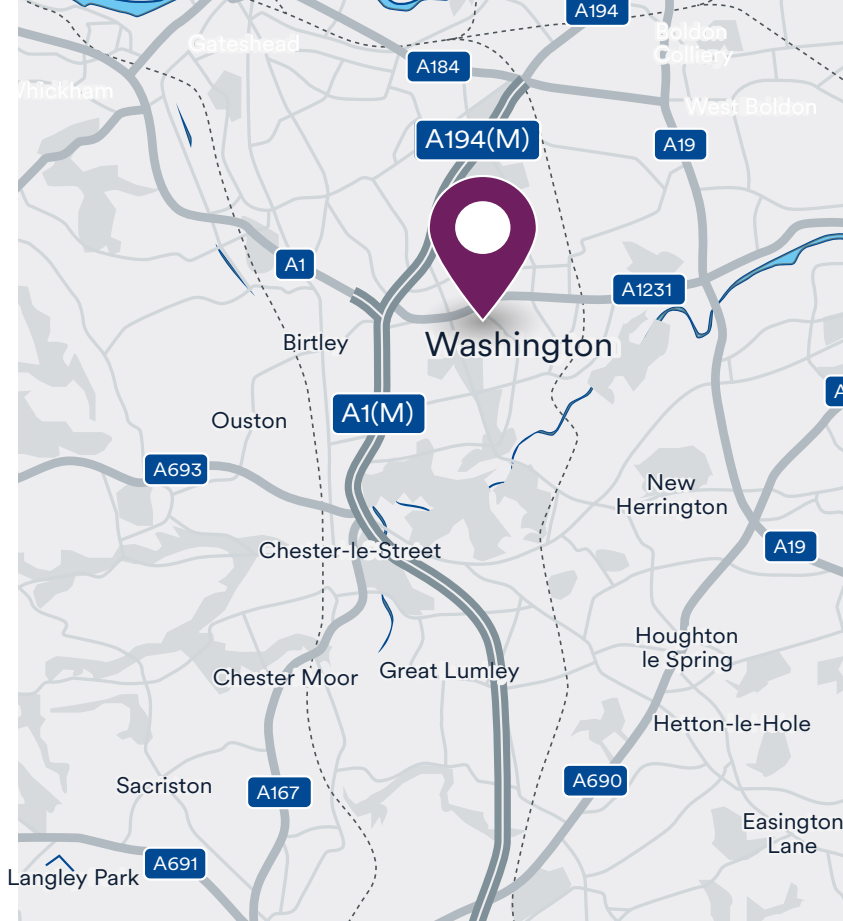 A194
Gateshead
Boldon
Colliery
A184
Whickham
West Boldon
A194(M)
A19
A1
A1231
Birtley
Washington
A1(M)
Ouston
A693
New
Herrington
Chester-le-Street
A19
Houghton
le Spring
Chester Moor
Great Lumley
Hetton-le-Hole
Sacriston
A167
A690
Easington
Lane
A691
Langley Park